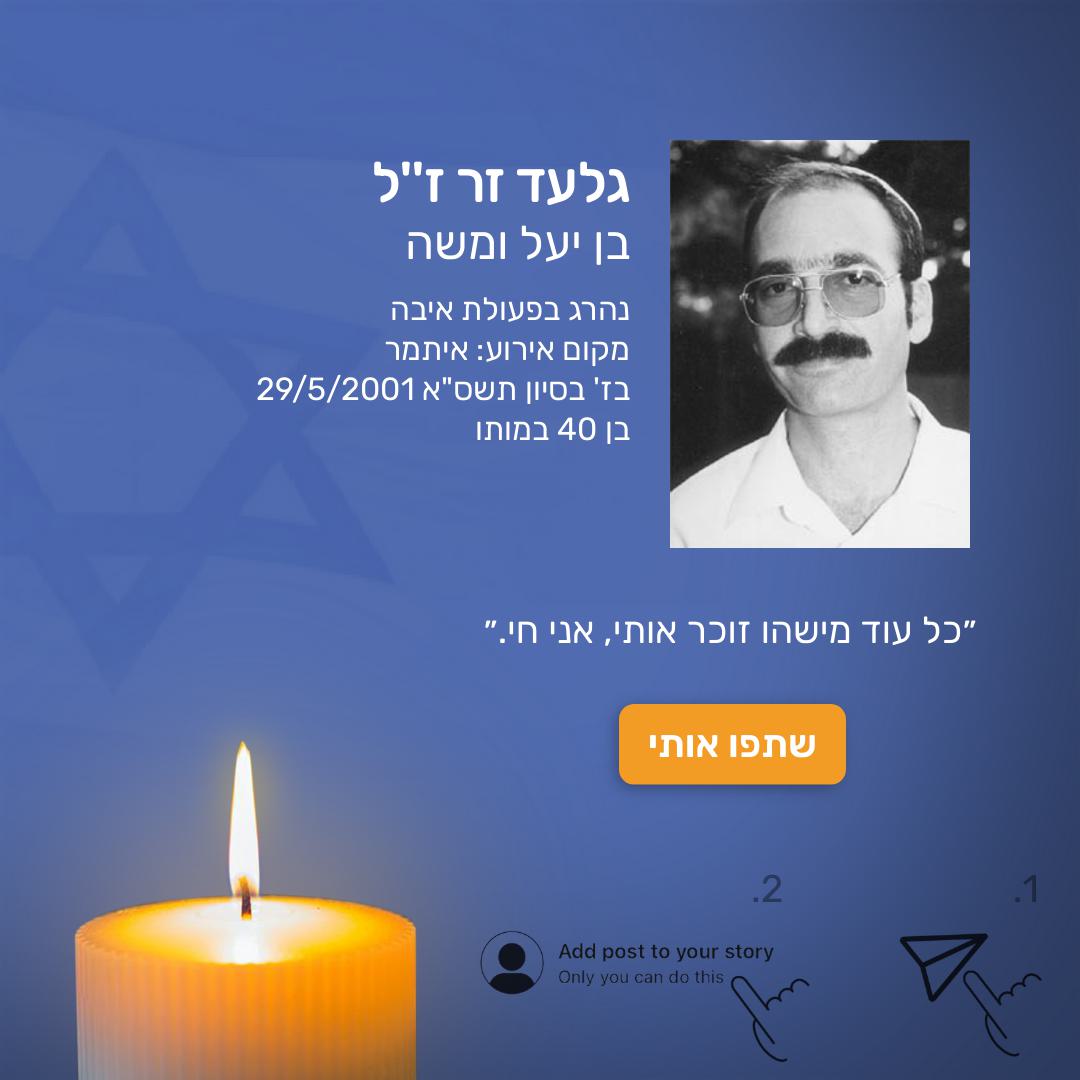 גלעד זר ז"ל
בן יעל ומשה
נהרג בפעולת איבה
מקום אירוע: איתמר
בז' בסיון תשס"א 29/5/2001
בן 40 במותו
״כל עוד מישהו זוכר אותי, אני חי.״
שתפו אותי
.1
.2
Add post to your story
Only you can do this